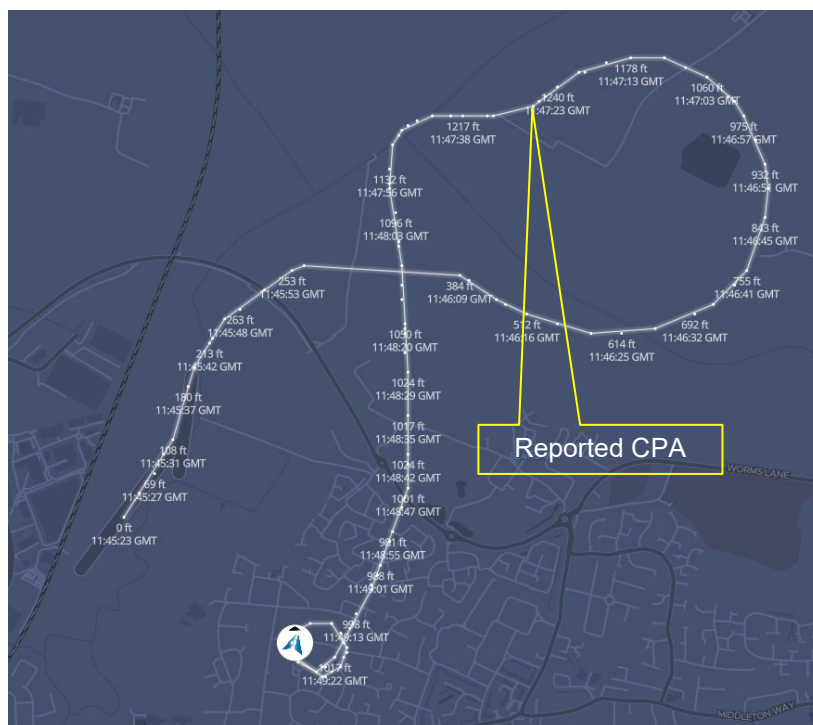 1178 ft
11:47:13 GMT
1060 ft
11:47:03 GMT
1240 ft
11:47:23 GMT
1217 ft
11:47:38 GMT
975 ft
11:46:57 GMT
932 ft
11:46:51 GMT
1132 ft
11:47:56 GMT
1096 ft
11:48:03 GMT
843 ft
11:46:45 GMT
755 ft
11:46:41 GMT
253 ft
11:45:53 GMT
384 ft
11:46:09 GMT
263 ft
11:45:48 GMT
512 ft
11:46:16 GMT
692 ft
11:46:32 GMT
614 ft
11:46:25 GMT
1050 ft
11:48:20 GMT
213 ft
11:45:42 GMT
1024 ft
11:48:29 GMT
180 ft
11:45:37 GMT
1017 ft
11:48:35 GMT
Reported CPA
108 ft
11:45:31 GMT
1024 ft
11:48:42 GMT
WORMS LANE
69 ft
11:45:27 GMT
1001 ft
11:48:47 GMT
0 ft
11:45:23 GMT
991 ft
11:48:55 GMT
988 ft
11:49:01 GMT
998 ft
11:49:13 GMT
1017 ft
11:49:22 GMT
MIDDLETON WAY